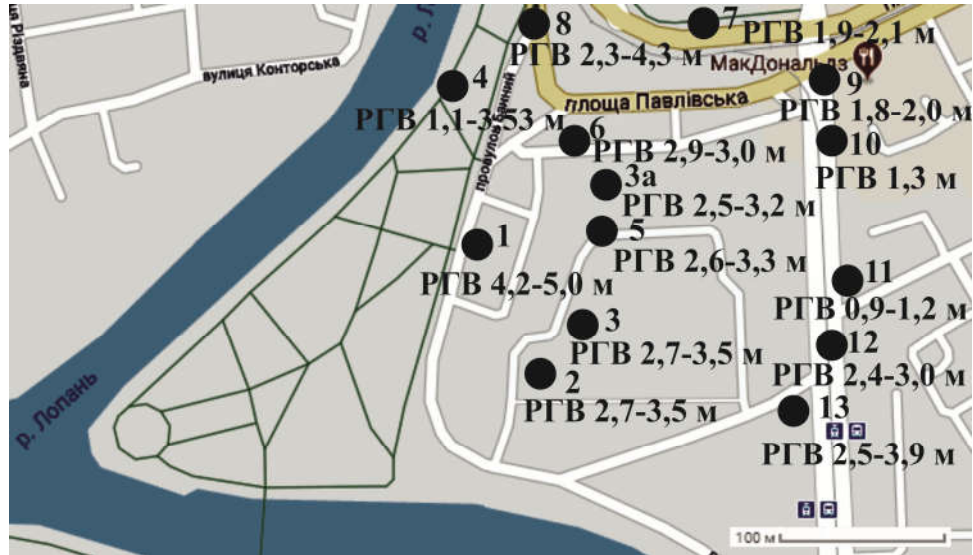 вулиця Різдвяна
р. Л
8
РГВ 2,3-4,3 м
7
РГВ 1,9-2,1 м
МакДональдз
вулиця Конторська
4
РГВ 1,1-3,53 м
площа Павлівська
9
РГВ 1,8-2,0 м
провулов Банний
6
РГВ 2,9-3,0 м
10
РГВ 1,3 м
3а
РГВ 2,5-3,2 м
1
РГВ 4,2-5,0 м
5
РГВ 2,6-3,3 м
11
РГВ 0,9-1,2 м
3
РГВ 2,7-3,5 м
12
РГВ 2,4-3,0 м
2
РГВ 2,7-3,5 м
13
РГВ 2,5-3,9 м
р. Лопань
100 м